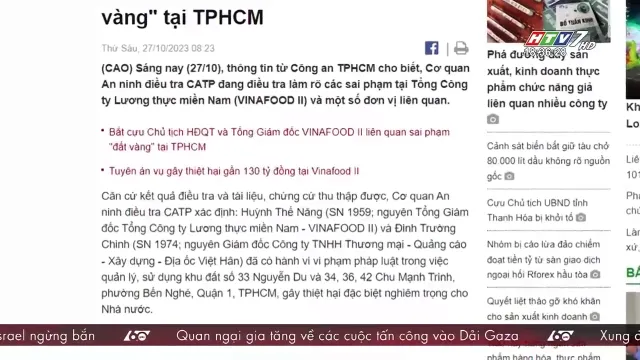 vàng" tại TPHCM
Thứ Sáu, 27/10/2023 08:23
(CAO) Sáng nay (27/10), thông tin từ Công an TPHCM cho biết, Cơ quan
An ninh điều tra CATP đang điều tra làm rõ các sai phạm tại Tổng Công
ty Lương thực miền Nam (VINAFOOD II) và một số đơn vị liên quan.
Bắt cựu Chủ tịch HĐQT và Tổng Giám đốc VINAFOOD II liên quan sai phạm
"đất vàng" tại TPHCM
Tuyên án vụ gây thiệt hại gần 130 tỷ đồng tại Vinafood II
Căn cứ kết quả điều tra và tài liệu, chứng cứ thu thập được, Cơ quan An
ninh điều tra CATP xác định: Huỳnh Thế Năng (SN 1959; nguyên Tổng Giám
đốc Tổng Công ty Lương thực miền Nam - VINAFOOD II) và Đinh Trường
Chinh (SN 1974; nguyên Giám đốc Công ty TNHH Thương mại - Quảng cáo
- Xây dựng - Địa ốc Việt Hân) đã có hành vi vi phạm pháp luật trong việc
quản lý, sử dụng khu đất số 33 Nguyễn Du và 34, 36, 42 Chu Mạnh Trinh,
phường Bến Nghé, Quận 1, TPHCM, gây thiệt hại đặc biệt nghiêm trọng cho
Nhà nước.
HTV7 HD
Phá đường dây sản
xuất, kinh doanh thực
phẩm chức năng giả
liên quan nhiều công ty
Cảnh sát biển bắt giữ tàu chở
80.000 lít dầu không rõ nguồn
gốc
Cựu Chủ tịch UBND tỉnh
Thanh Hóa bị khởi tố
Nhóm bị cáo lừa đảo chiếm
đoạt tiền tỷ từ sàn giao dịch
ngoại hối Rforex hầu tòa
Quyết liệt tháo gỡ khó khăn
cho sản xuất kinh doanh
hàng hóa, phương tiện
Liê
1010
Là
xứ
BÁ
srael ngừng bắn
60
Quan ngại gia tăng về các cuộc tấn công vào Dải Gaza
60
Xung đ